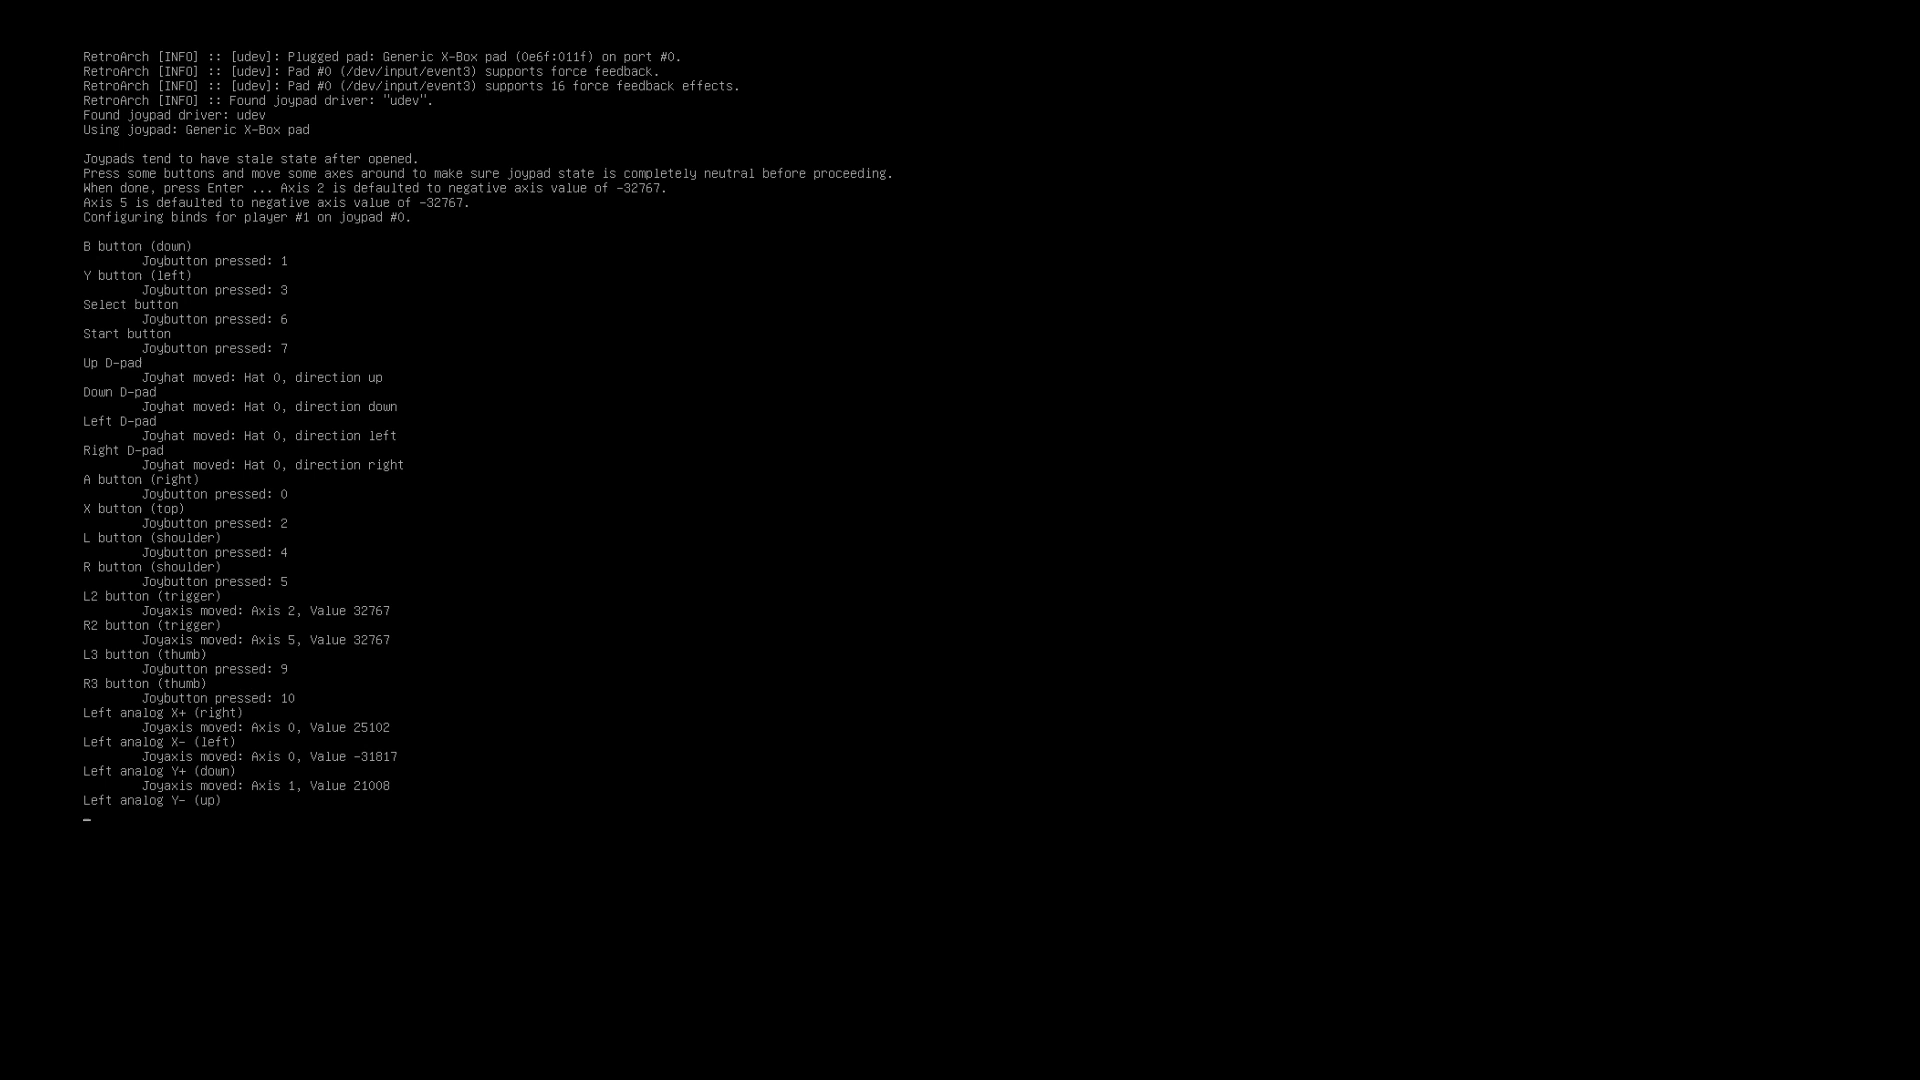 RetroArch [INFO] :: [udev]: Plugged pad: Generic X-Box pad (0e6f:011f) on port #0.
RetroArch [INFO] :: [udev]: Pad #0 (/dev/input/event3) supports force feedback.
RetroArch [INFO] :: [udev]: Pad #0 (/dev/input/event3) supports 16 force feedback effects.
RetroArch [INFO] :: Found joypad driver: "udev".
Found joypad driver: udev
Using joypad: Generic X-Box pad
Joypads tend to have stale state after opened.
Press some buttons and move some axes around to make sure joypad state is completely neutral before proceeding.
When done, press Enter ... Axis 2 is defaulted to negative axis value of -32767.
Axis 5 is defaulted to negative axis value of -32767.
Configuring binds for player #1 on joypad #0.
B button (down)
Joybutton pressed: 1
Y button (left)
Joybutton pressed: 3
Select button
Joybutton pressed: 6
Start button
Joybutton pressed: 7
Up D-pad
Joyhat moved: Hat 0, direction up
Down D-pad
Joyhat moved: Hat 0, direction down
Left D-pad
Joyhat moved: Hat 0, direction left
Right D-pad
Joyhat moved: Hat 0, direction right
A button (right)
Joybutton pressed: 0
X button (top)
Joybutton pressed: 2
L button (shoulder)
Joybutton pressed: 4
R button (shoulder)
Joybutton pressed: 5
L2 button (trigger)
Joyaxis moved: Axis 2, Value 32767
R2 button (trigger)
Joyaxis moved: Axis 5, Value 32767
L3 button (thumb)
Joybutton pressed: 9
R3 button (thumb)
Joybutton pressed: 10
Left analog X+ (right)
Joyaxis moved: Axis 0, Value 25102
Left analog X- (left)
Joyaxis moved: Axis 0, Value -31817
Left analog Y+ (down)
Joyaxis moved: Axis 1, Value 21008
Left analog Y- (up)